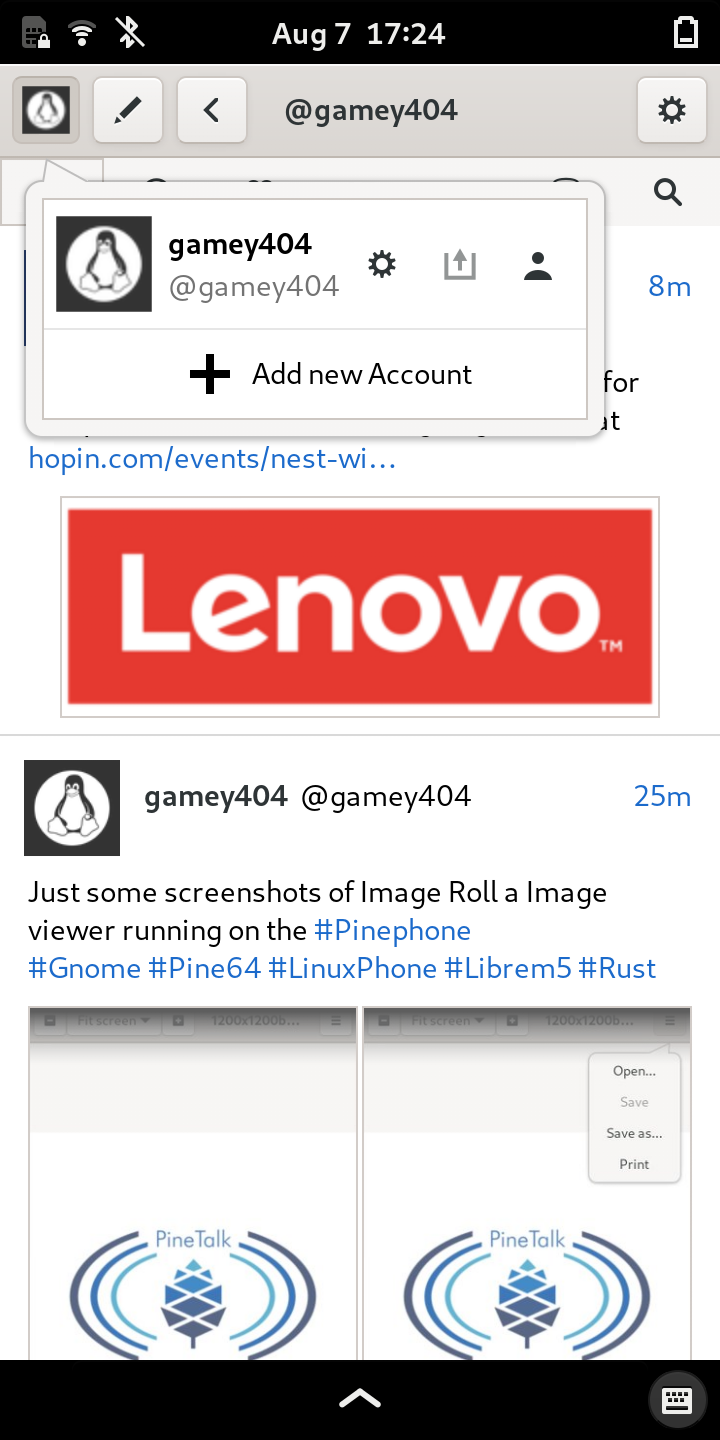 Aug 7 17:24
@gamey404
gamey404
@gamey404
8m
Add new Account
for
at
hopin.com/events/nest-wi…
Lenovo™
gamey404 @gamey404 25m
Just some screenshots of Image Roll a Image
viewer running on the #Pinephone
#Gnome #Pine64 #LinuxPhone #Librem5 #Rust
Fit screen 1200x1200b...
Fit screen 1200x1200b...
Open...
Save
Save as...
Print
PineTalk
PineTalk